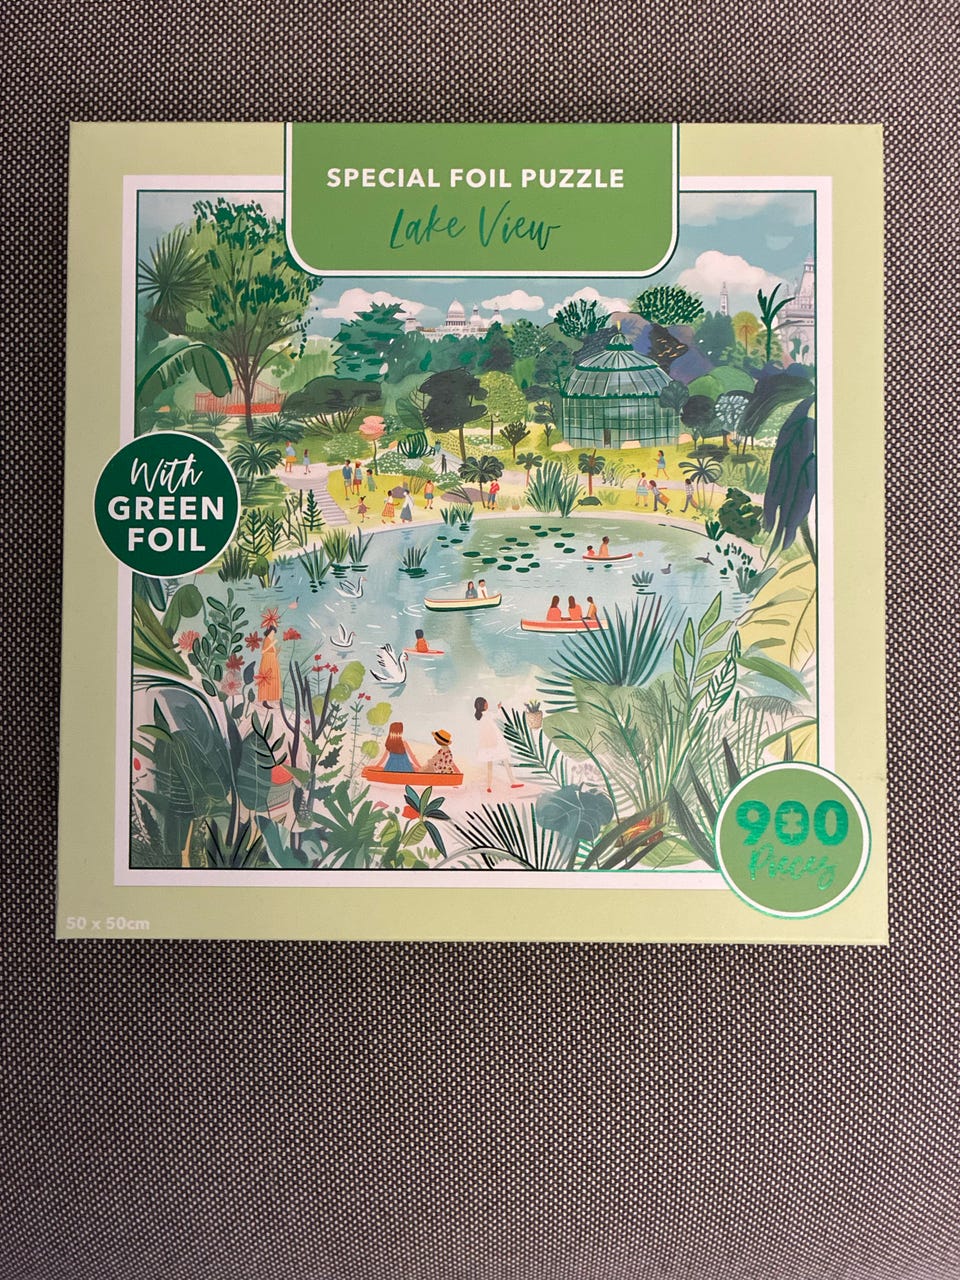 SPECIAL FOIL PUZZLE
Lake View
With
GREEN
FOIL
900
Pieces
50 x 50cm